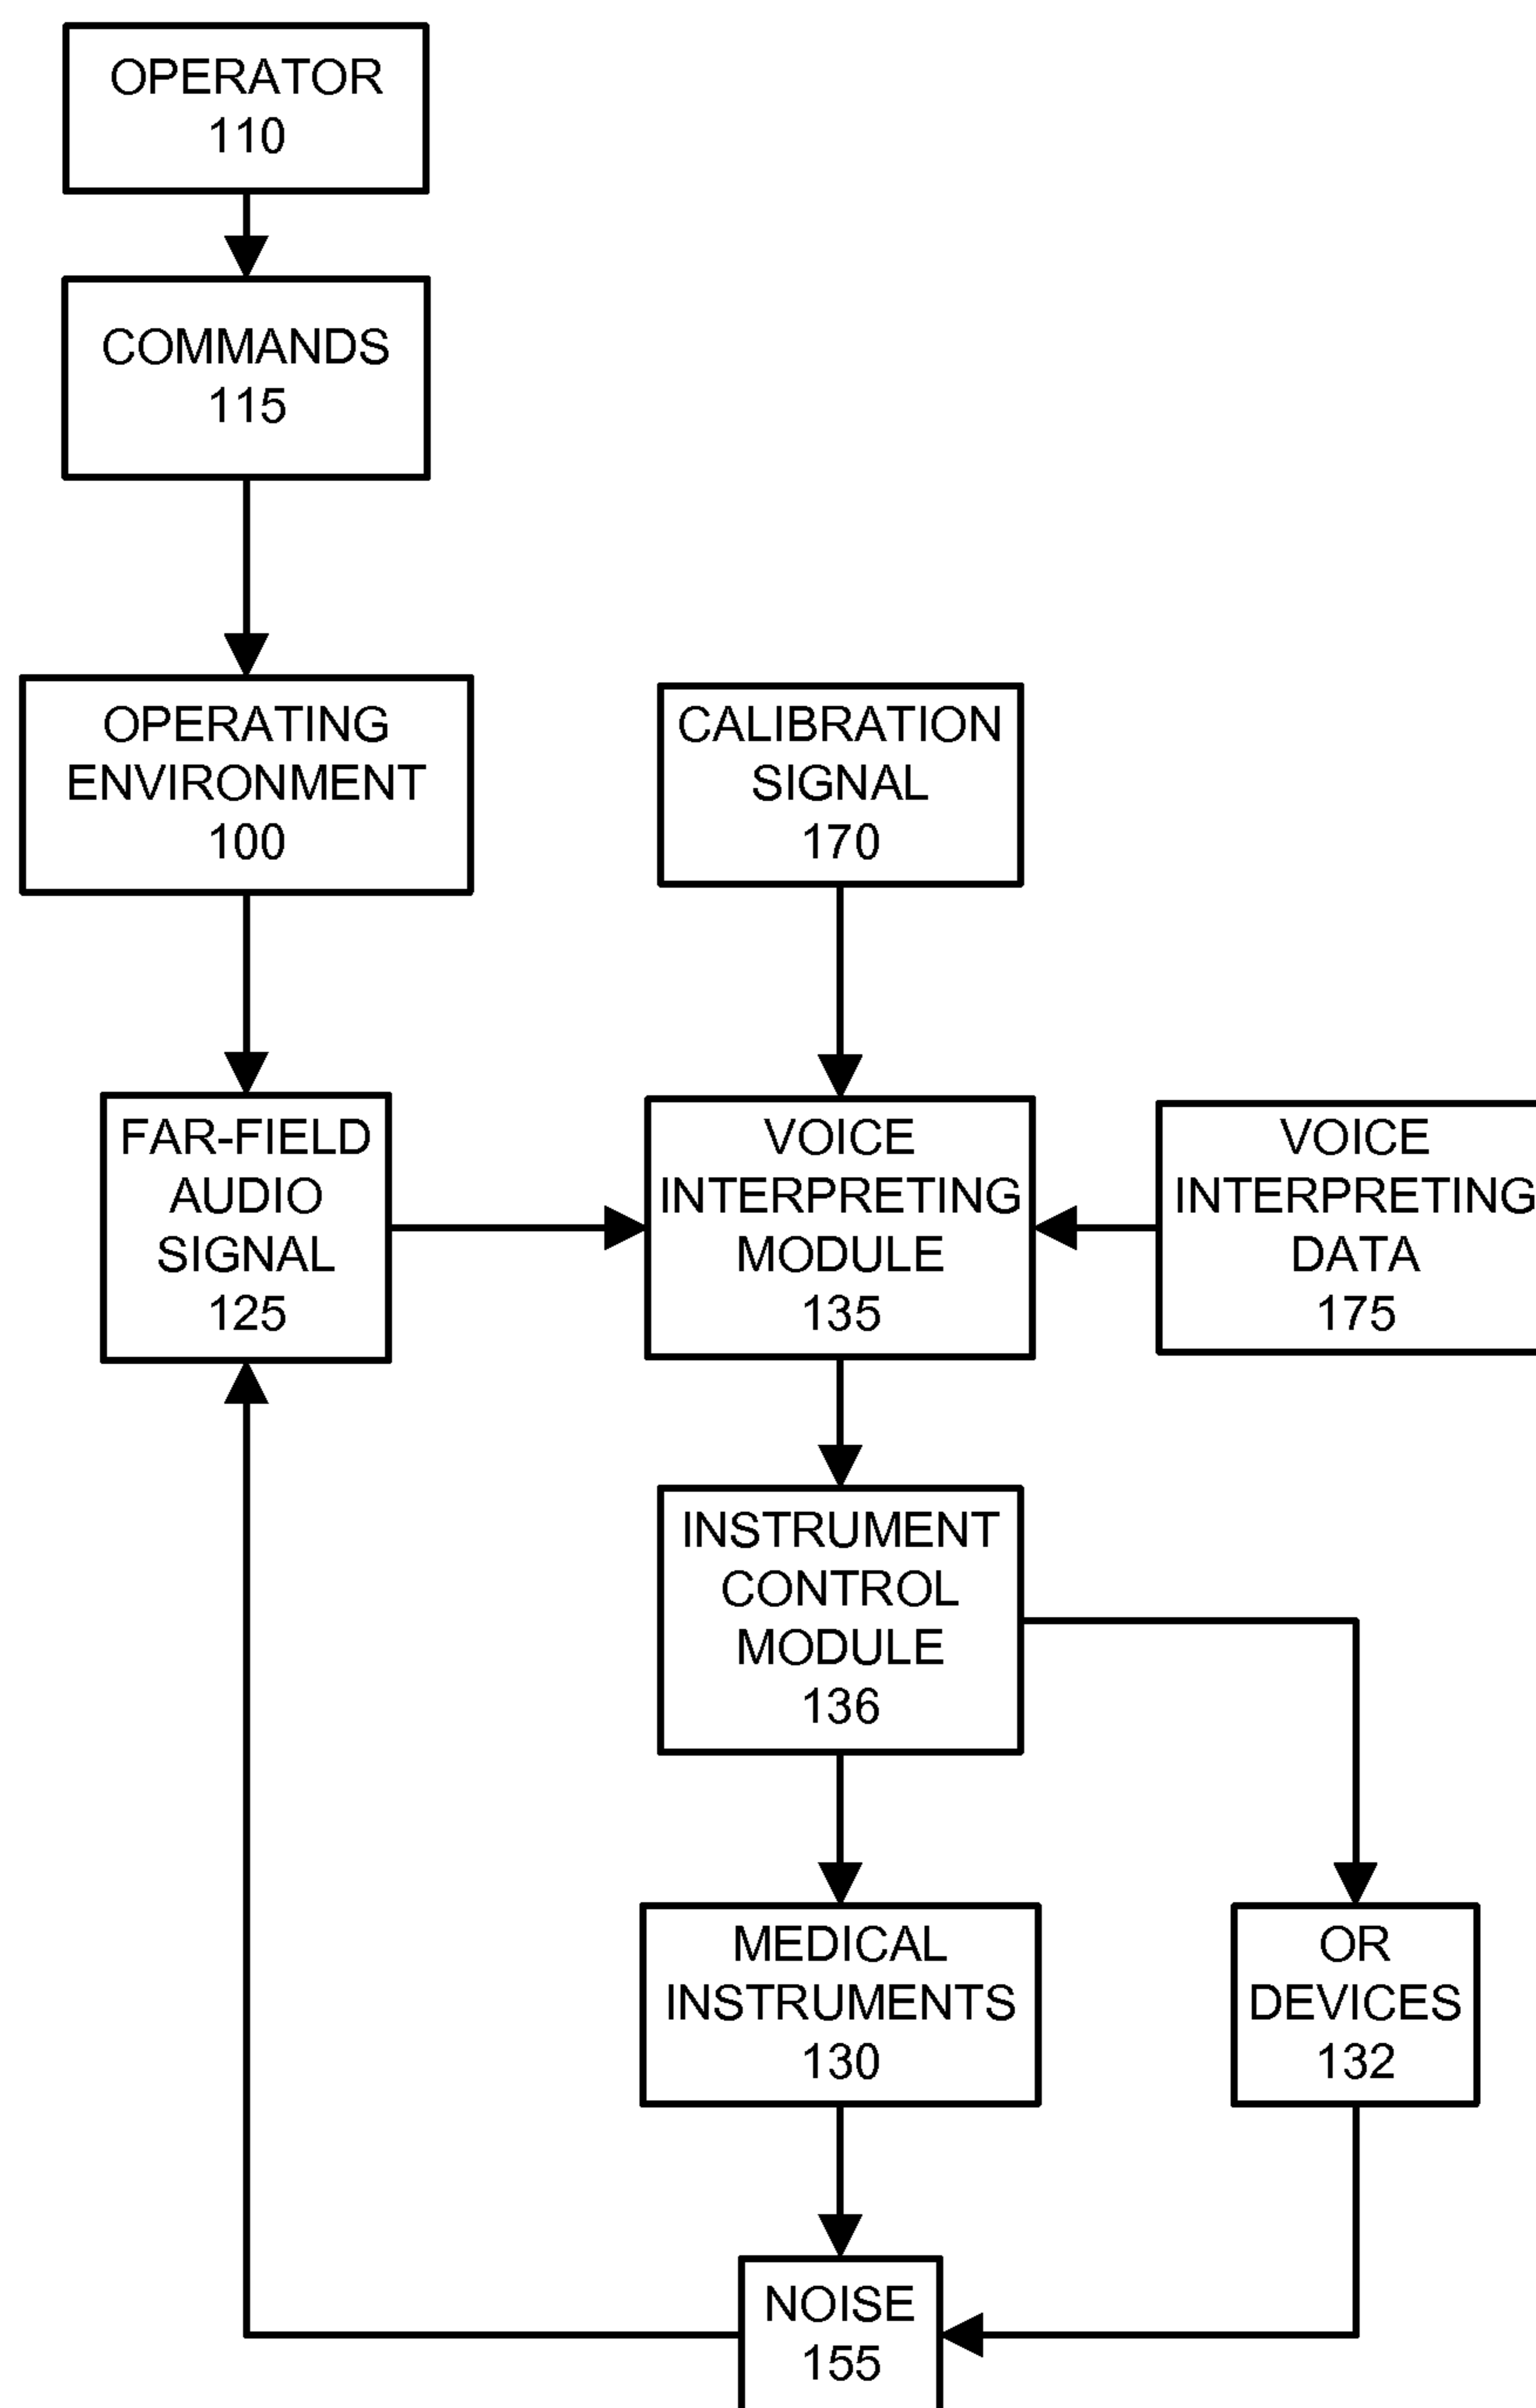 OPERATOR
110
COMMANDS
115
OPERATING
ENVIRONMENT
100
CALIBRATION
SIGNAL
170
FAR-FIELD
AUDIO
SIGNAL
125
VOICE
INTERPRETING
MODULE
135
VOICE
INTERPRETING
DATA
175
INSTRUMENT
CONTROL
MODULE
136
MEDICAL
INSTRUMENTS
130
OR
DEVICES
132
NOISE
155